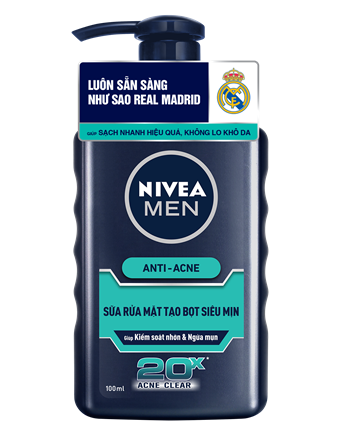 LUÔN SẴN SÀNG
NHƯ SAO REAL MADRID
GIÚP SẠCH NHANH HIỆU QUẢ, KHÔNG LO KHÔ DA
NIVEA
MEN
ANTI-ACNE
SỮA RỬA MẶT TẠO BỌT SIÊU MỊN
Giúp Kiểm soát nhờn & Ngừa mụn
20X*
ACNE CLEAR
100ml